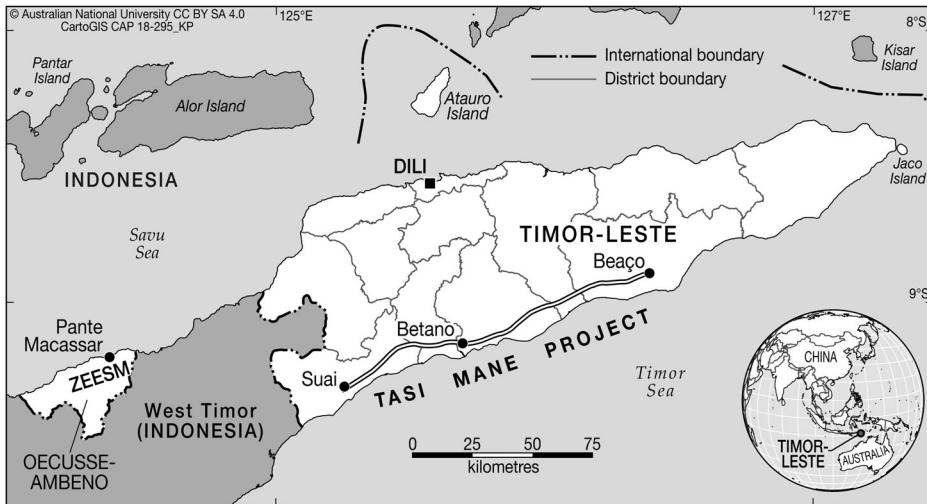 © Australian National University CC BY SA 4.0
CartoGIS CAP 18-295_KP
125°E
127°E
8°S
International boundary
District boundary
Kisar
Island
Pantar
Island
Alor Island
Atauro
Island
INDONESIA
DILI
Jaco
Island
Savu
Sea
TIMOR-LESTE
Beaço
9°S
Pante
Macassar
Betano
ZEESM
Suai
TASI MANE PROJECT
Timor
Sea
West Timor
(INDONESIA)
OECUSSE-
AMBENO
0 25 50 75
kilometres
CHINA
TIMOR-
LESTE
AUSTRALIA